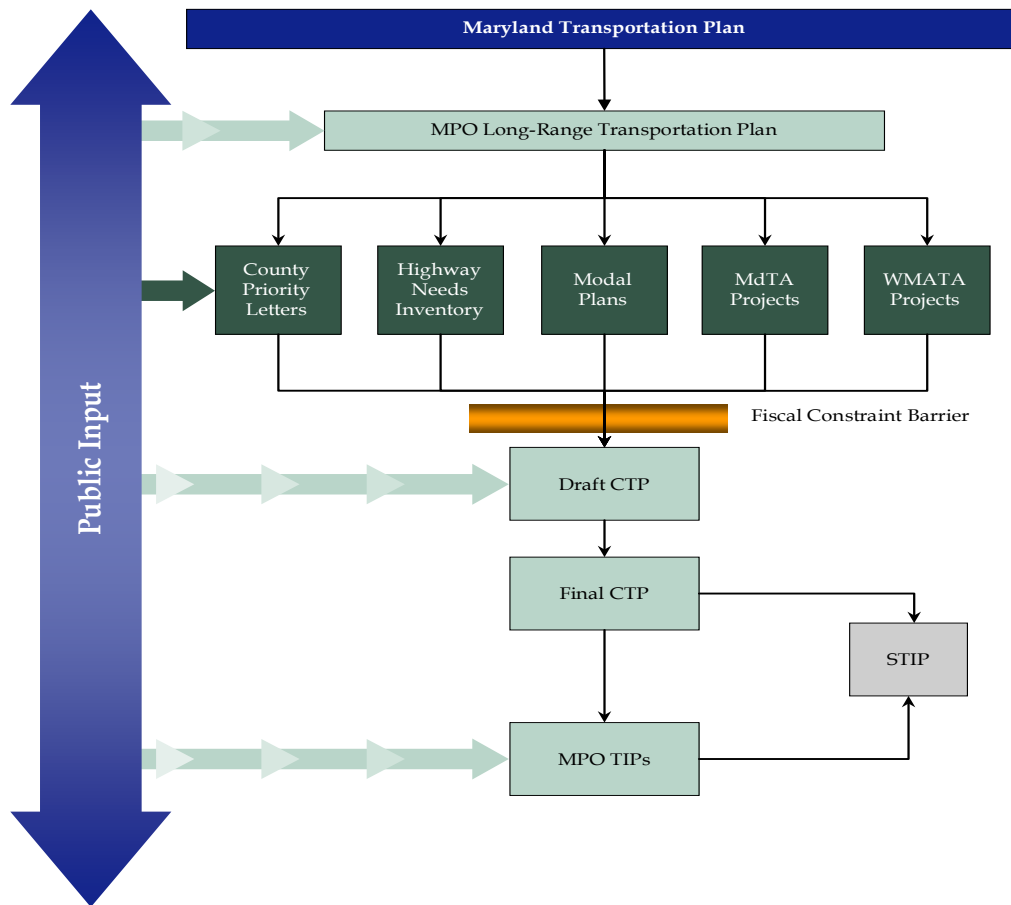 Maryland Transportation Plan
MPO Long-Range Transportation Plan
County
Priority
Letters
Highway
Needs
Inventory
Modal
Plans
MdTA
Projects
WMATA
Projects
Fiscal Constraint Barrier
Public Input
Draft CTP
Final CTP
STIP
MPO TIPs